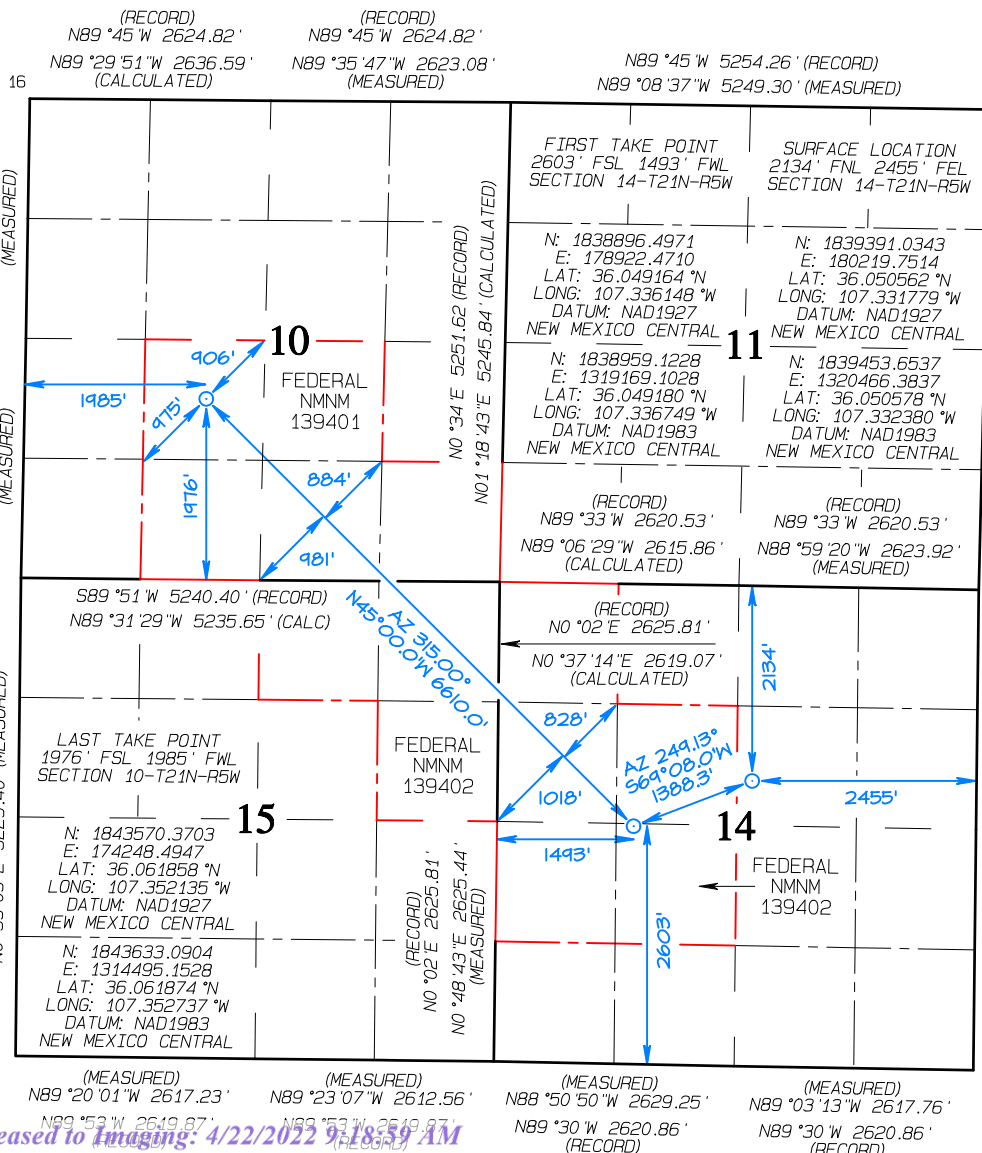 (RECORD)
N89°45'W 2624.82'
N89°29'51"W 2636.59'
(CALCULATED)
(RECORD)
N89°45'W 2624.82'
N89°35'47"W 2623.08'
(MEASURED)
N89°45'W 5254.26' (RECORD)
N89°08'37"W 5249.30' (MEASURED)
16
(MEASURED)
(MEASURED)
10
906'
1985'
975'
1976'
FEDERAL
NMNM
139401
884'
981'
N0°34'E 5251.62 (RECORD)
N01°18'43"E 5245.84' (CALCULATED)
FIRST TAKE POINT
2603' FSL 1493' FWL
SECTION 14-T21N-R5W
N: 1838896.4971
E: 178922.4710
LAT: 36.049164°N
LONG: 107.336148°W
DATUM: NAD1927
NEW MEXICO CENTRAL
N: 1838959.1228
E: 1319169.1028
LAT: 36.049180°N
LONG: 107.336749°W
DATUM: NAD1983
NEW MEXICO CENTRAL
11
SURFACE LOCATION
2134' FNL 2455' FEL
SECTION 14-T21N-R5W
N: 1839391.0343
E: 180219.7514
LAT: 36.050562°N
LONG: 107.331779°W
DATUM: NAD1927
NEW MEXICO CENTRAL
N: 1839453.6537
E: 1320466.3837
LAT: 36.050578°N
LONG: 107.332380°W
DATUM: NAD1983
NEW MEXICO CENTRAL
(RECORD)
N89°33'W 2620.53'
N89°06'29"W 2615.86'
(CALCULATED)
(RECORD)
N89°33'W 2620.53'
N88°59'20"W 2623.92'
(MEASURED)
S89°51'W 5240.40' (RECORD)
N89°31'29"W 5235.65' (CALC)
AZ 315.00°
N45°00.0'W 6610.0'
(RECORD)
N0°02'E 2625.81'
N0°37'14"E 2619.07'
(CALCULATED)
2134'
828'
1018'
AZ 249.13°
S69°08.0'W
1388.3'
2455'
1493'
14
2603'
FEDERAL
NMNM
139402
FEDERAL
NMNM
139402
LAST TAKE POINT
1976' FSL 1985' FWL
SECTION 10-T21N-R5W
15
N: 1843570.3703
E: 174248.4947
LAT: 36.061858°N
LONG: 107.352135°W
DATUM: NAD1927
NEW MEXICO CENTRAL
N: 1843633.0904
E: 1314495.1528
LAT: 36.061874°N
LONG: 107.352737°W
DATUM: NAD1983
NEW MEXICO CENTRAL
(RECORD)
N0°02'E 2625.81'
N0°48'43"E 2625.44'
(MEASURED)
(MEASURED)
N89°20'01"W 2617.23'
N89°53'W 2619.87'
(RECORD)
(MEASURED)
N89°23'07"W 2612.56'
N89°53'W 2619.87'
(RECORD)
(MEASURED)
N88°50'50"W 2629.25'
N89°30'W 2620.86'
(RECORD)
(MEASURED)
N89°03'13"W 2617.76'
N89°30'W 2620.86'
(RECORD)
eased to Imaging: 4/22/2022 9:18:59 AM